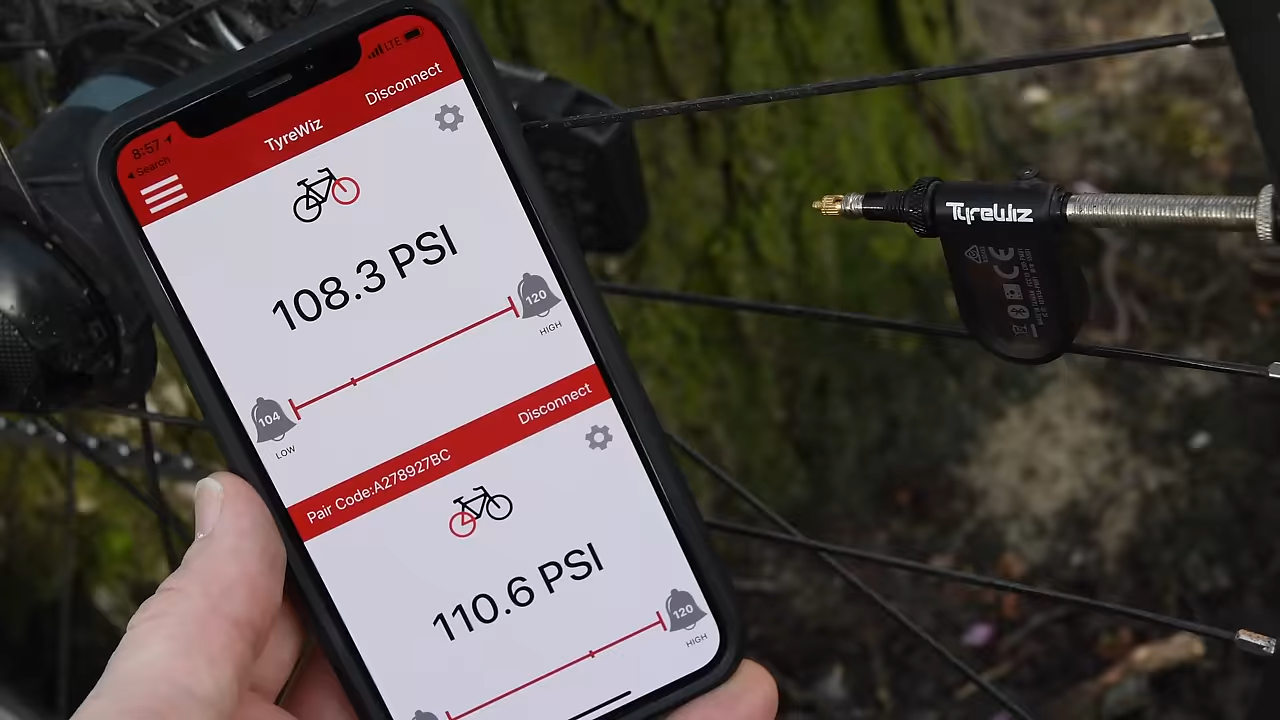 8:57
LTE
Search
TyreWiz
Disconnect
108.3 PSI
120
HIGH
104
LOW
Pair Code:A278927BC
Disconnect
110.6 PSI
120
HIGH
TyreWiz
CE